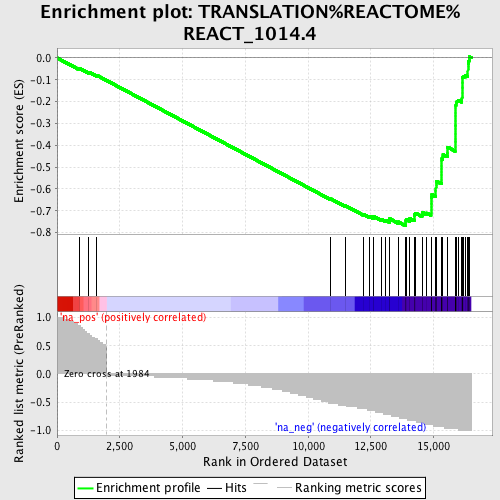 Enrichment plot: TRANSLATION%REACTOME%
REACT_1014.4
Enrichment score (ES)
0.0
-0.1
-0.2
-0.3
-0.4
-0.5
-0.6
-0.7
-0.8
Ranked list metric (PreRanked)
1.0
0.5
0.0
-0.5
-1.0
'na_pos' (positively correlated)
Zero cross at 1984
'na_neg' (negatively correlated)
0
2,500
5,000
7,500
10,000
12,500
15,000
Rank in Ordered Dataset
Enrichment profile
Hits
Ranking metric scores